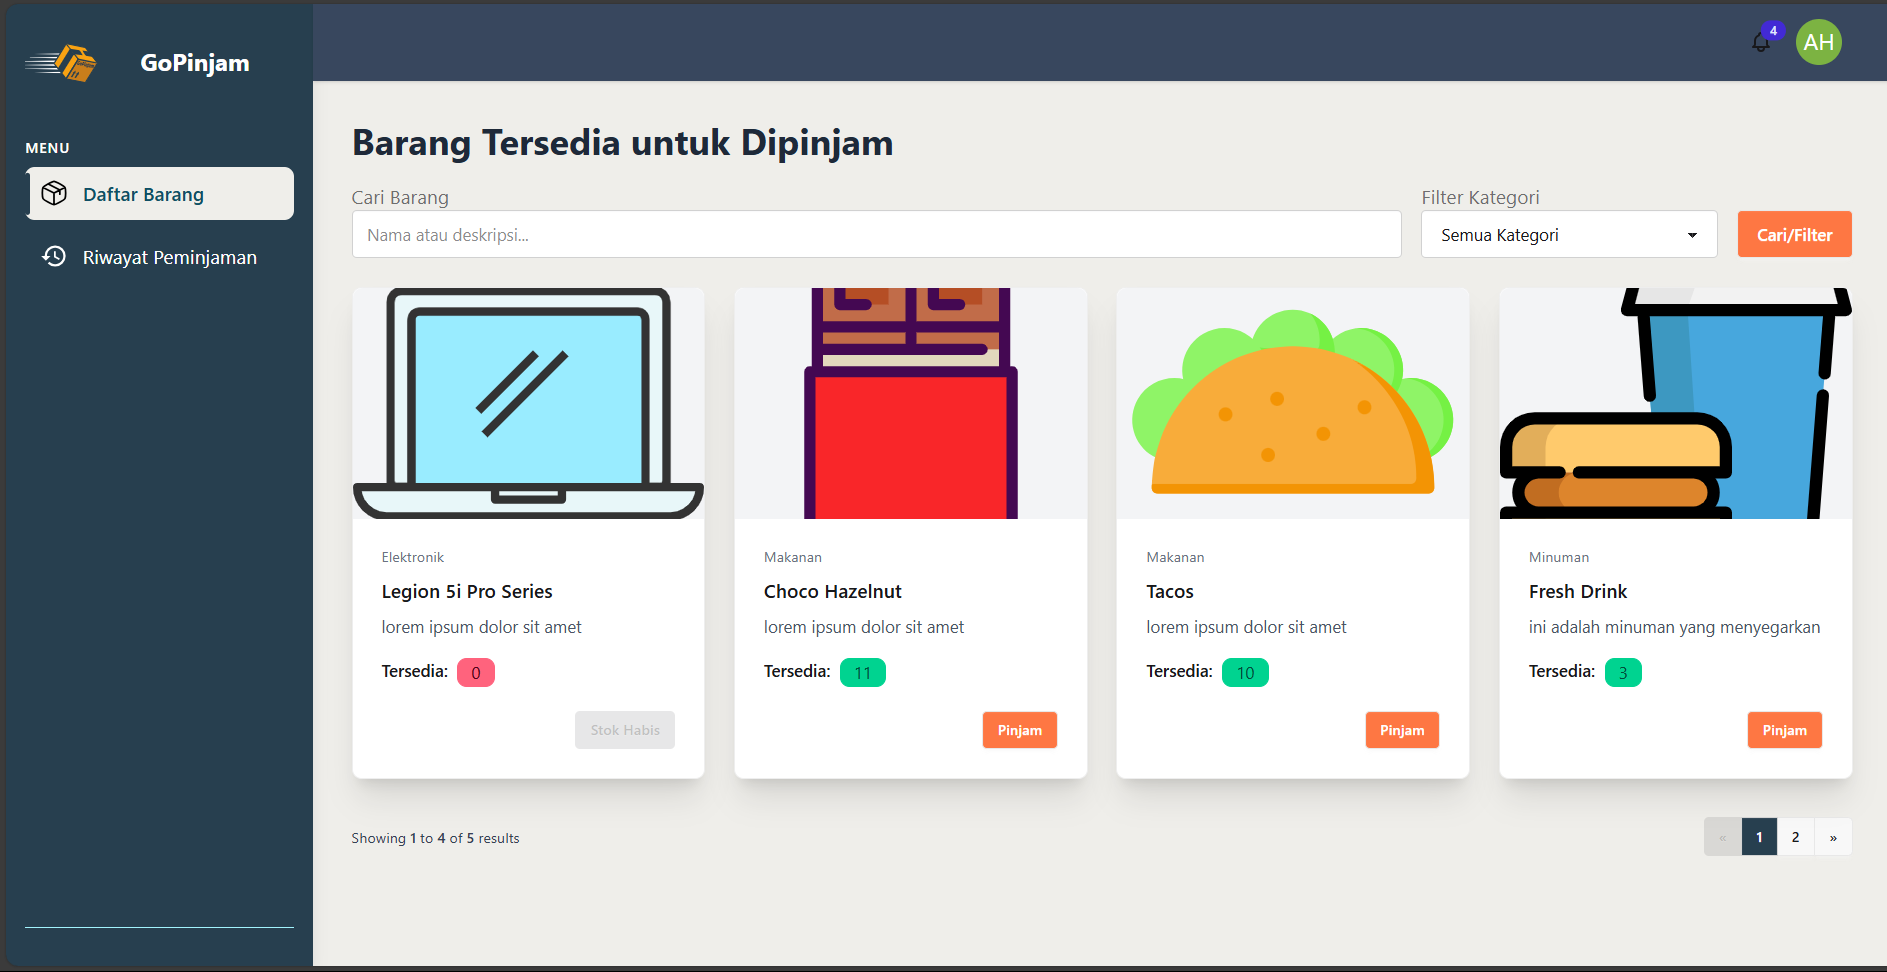 GoPinjam
4
AH
MENU
Daftar Barang
Riwayat Peminjaman
Barang Tersedia untuk Dipinjam
Cari Barang
Nama atau deskripsi...
Filter Kategori
Semua Kategori
Cari/Filter
Elektronik
Legion 5i Pro Series
lorem ipsum dolor sit amet
Tersedia: 0
Stok Habis
Makanan
Choco Hazelnut
lorem ipsum dolor sit amet
Tersedia: 11
Pinjam
Makanan
Tacos
lorem ipsum dolor sit amet
Tersedia: 10
Pinjam
Minuman
Fresh Drink
ini adalah minuman yang menyegarkan
Tersedia: 3
Pinjam
Showing 1 to 4 of 5 results
« 1 2 »